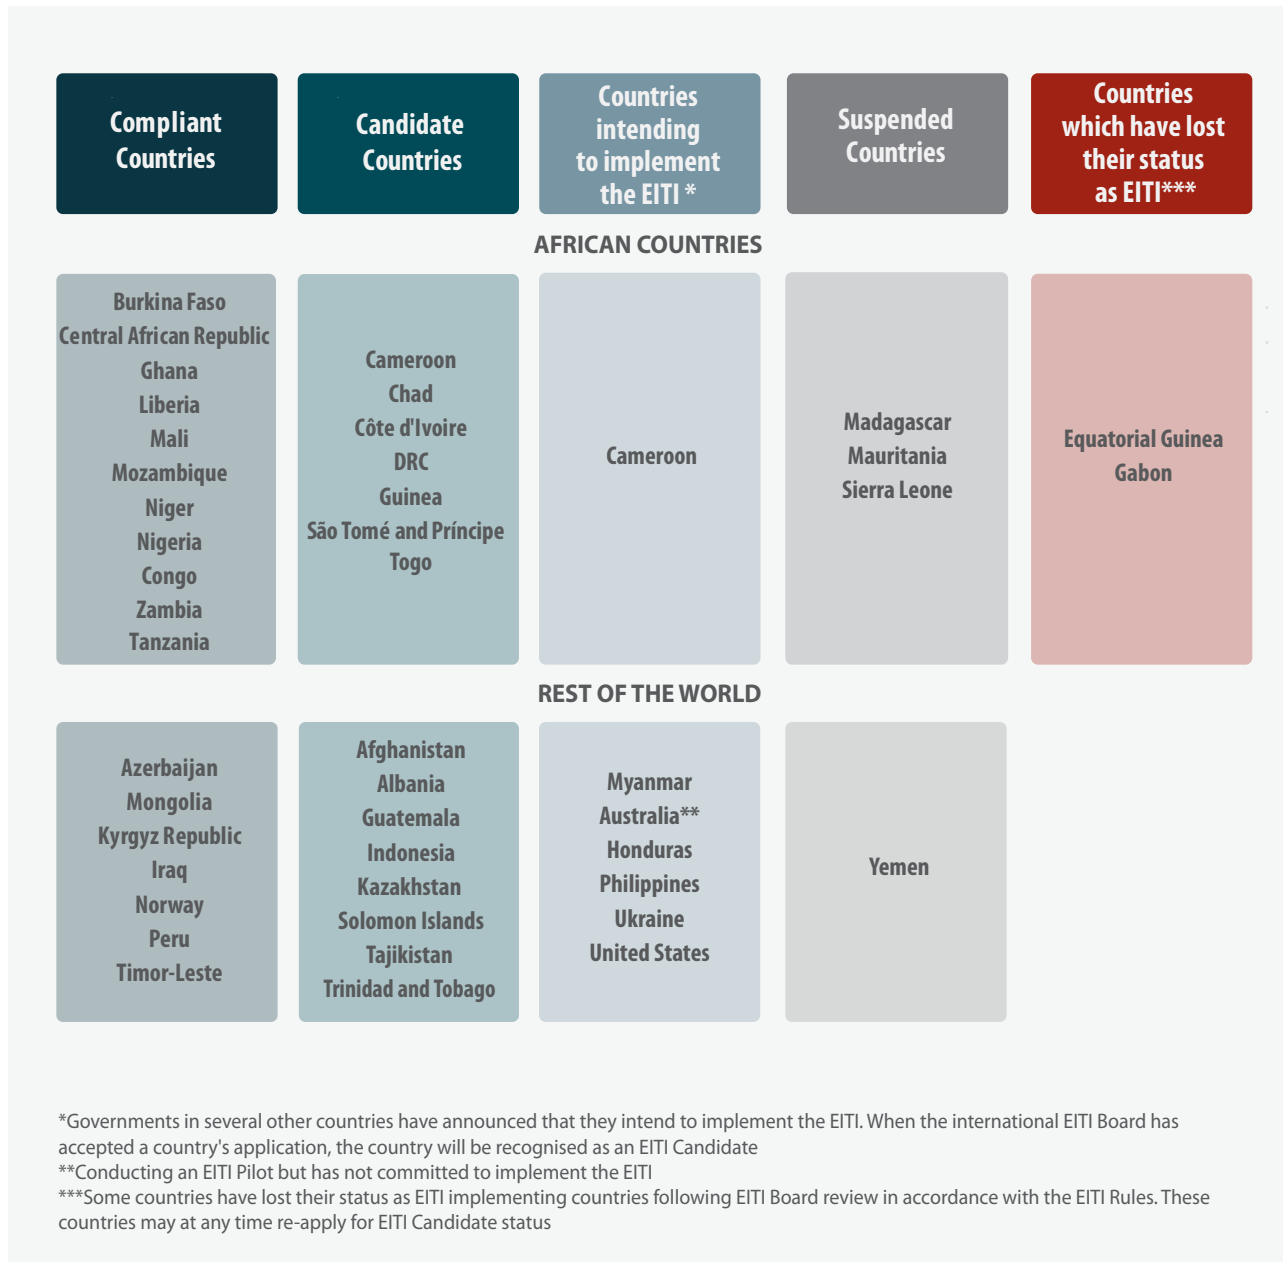 Compliant
Countries
Candidate
Countries
Countries
intending
to implement
the EITI *
Suspended
Countries
Countries
which have lost
their status
as EITI***
AFRICAN COUNTRIES
Burkina Faso
Central African Republic
Ghana
Liberia
Mali
Mozambique
Niger
Nigeria
Congo
Zambia
Tanzania
Cameroon
Chad
Côte d'Ivoire
DRC
Guinea
São Tomé and Príncipe
Togo
Cameroon
Madagascar
Mauritania
Sierra Leone
Equatorial Guinea
Gabon
REST OF THE WORLD
Azerbaijan
Mongolia
Kyrgyz Republic
Iraq
Norway
Peru
Timor-Leste
Afghanistan
Albania
Guatemala
Indonesia
Kazakhstan
Solomon Islands
Tajikistan
Trinidad and Tobago
Myanmar
Australia**
Honduras
Philippines
Ukraine
United States
Yemen
*Governments in several other countries have announced that they intend to implement the EITI. When the international EITI Board has
accepted a country's application, the country will be recognised as an EITI Candidate
**Conducting an EITI Pilot but has not committed to implement the EITI
***Some countries have lost their status as EITI implementing countries following EITI Board review in accordance with the EITI Rules. These
countries may at any time re-apply for EITI Candidate status